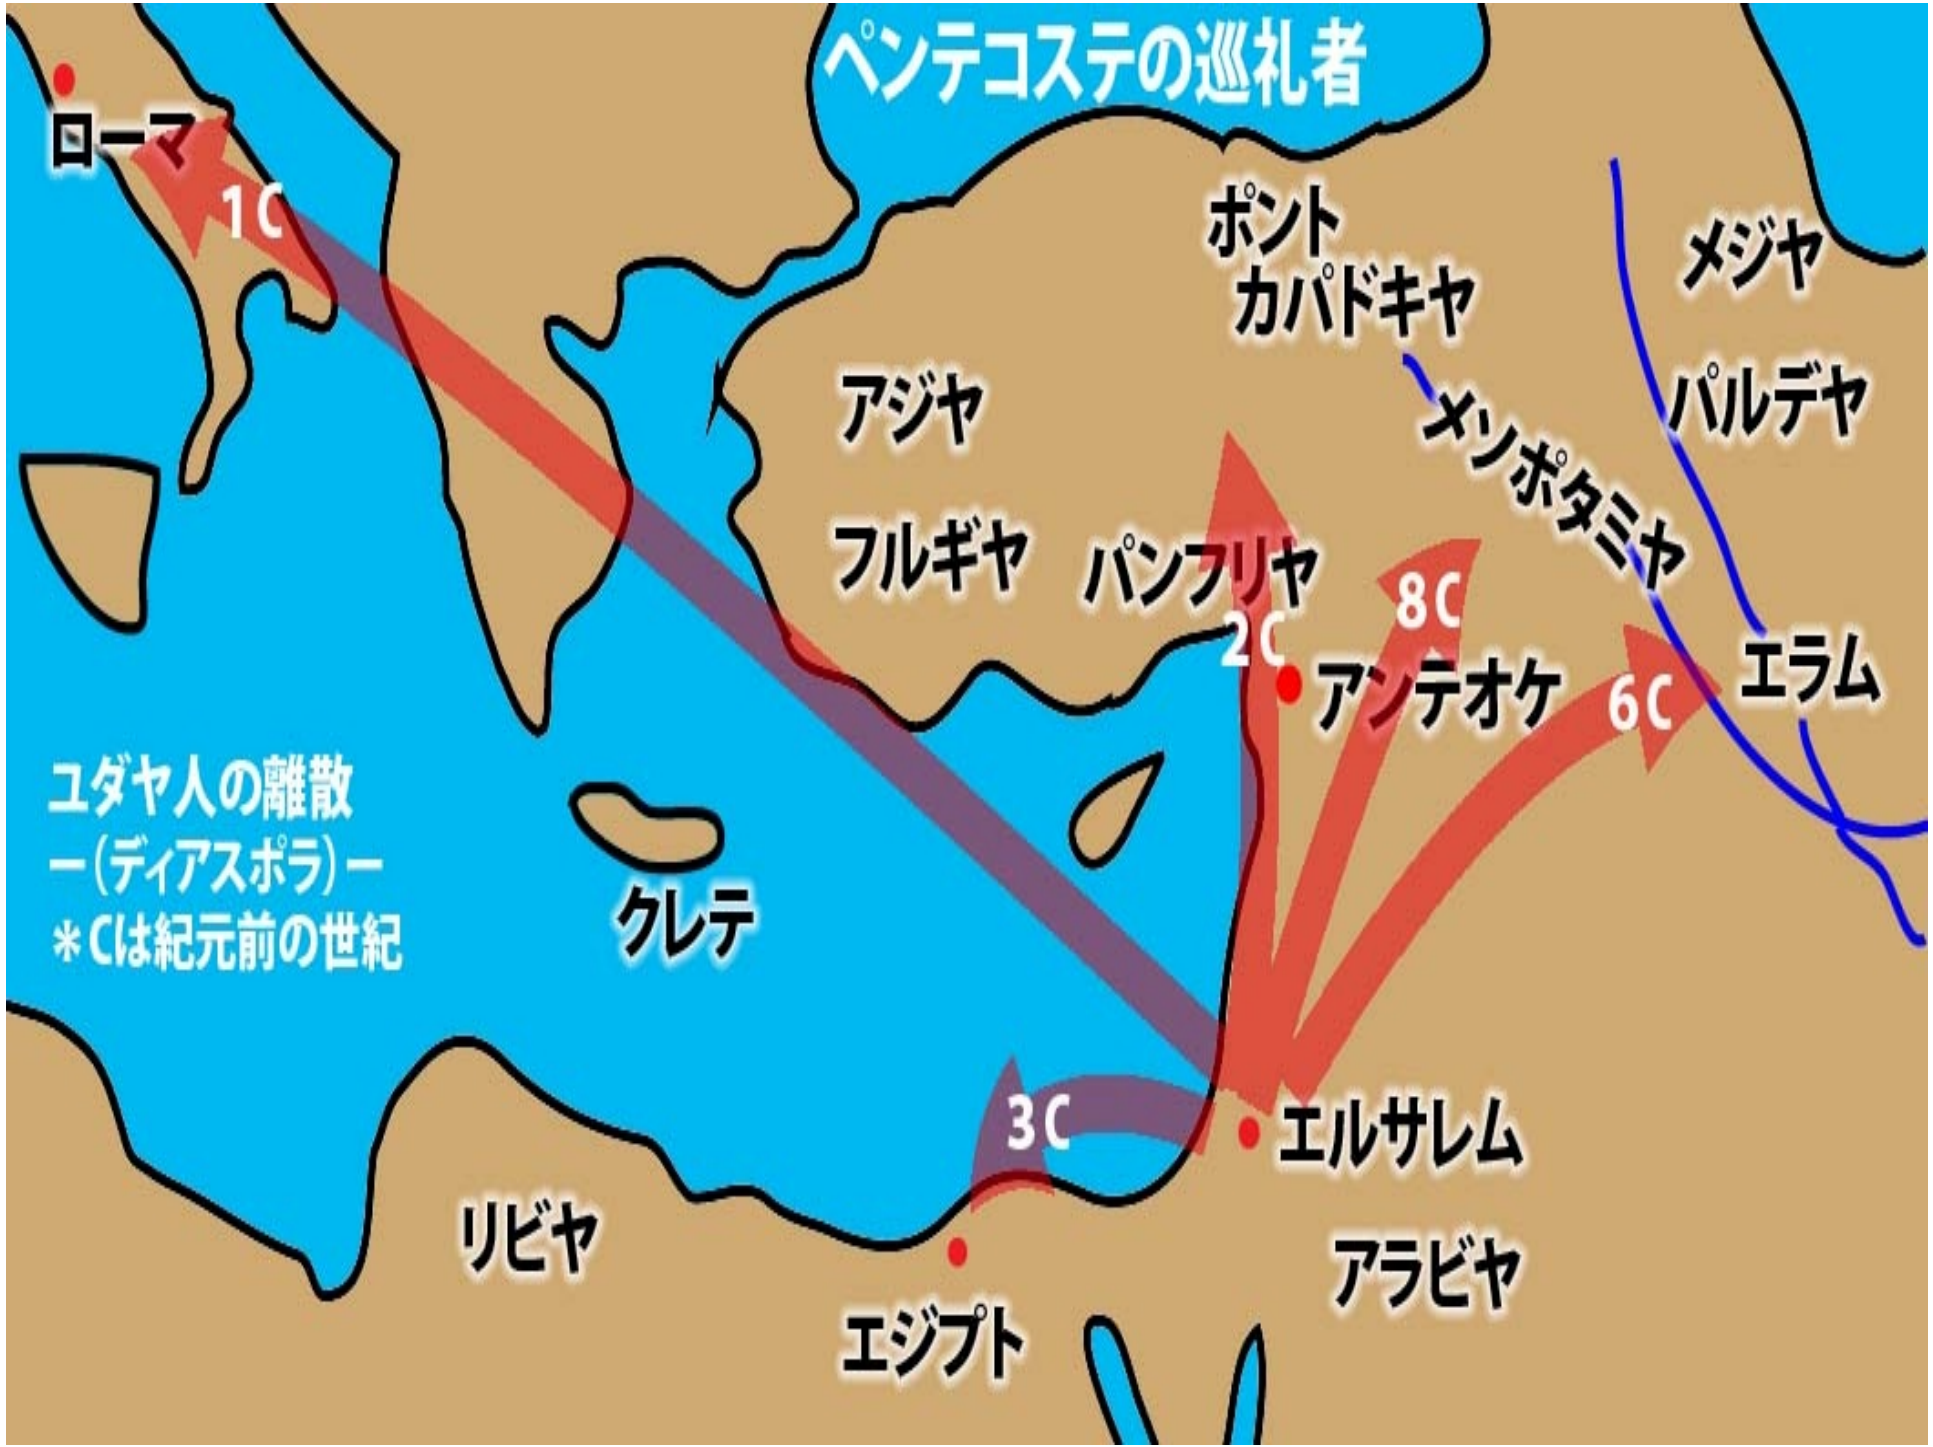 ペンテコステの巡礼者
ローマ
1C
ポント
カパドキヤ
メジヤ
アジヤ
パルデヤ
メソポタミヤ
フルギヤ
パンフリヤ
2C
8C
アンテオケ
6C
エラム
ユダヤ人の離散
ー(ディアスポラ)ー
*Cは紀元前の世紀
クレテ
3C
エルサレム
リビヤ
アラビヤ
エジプト